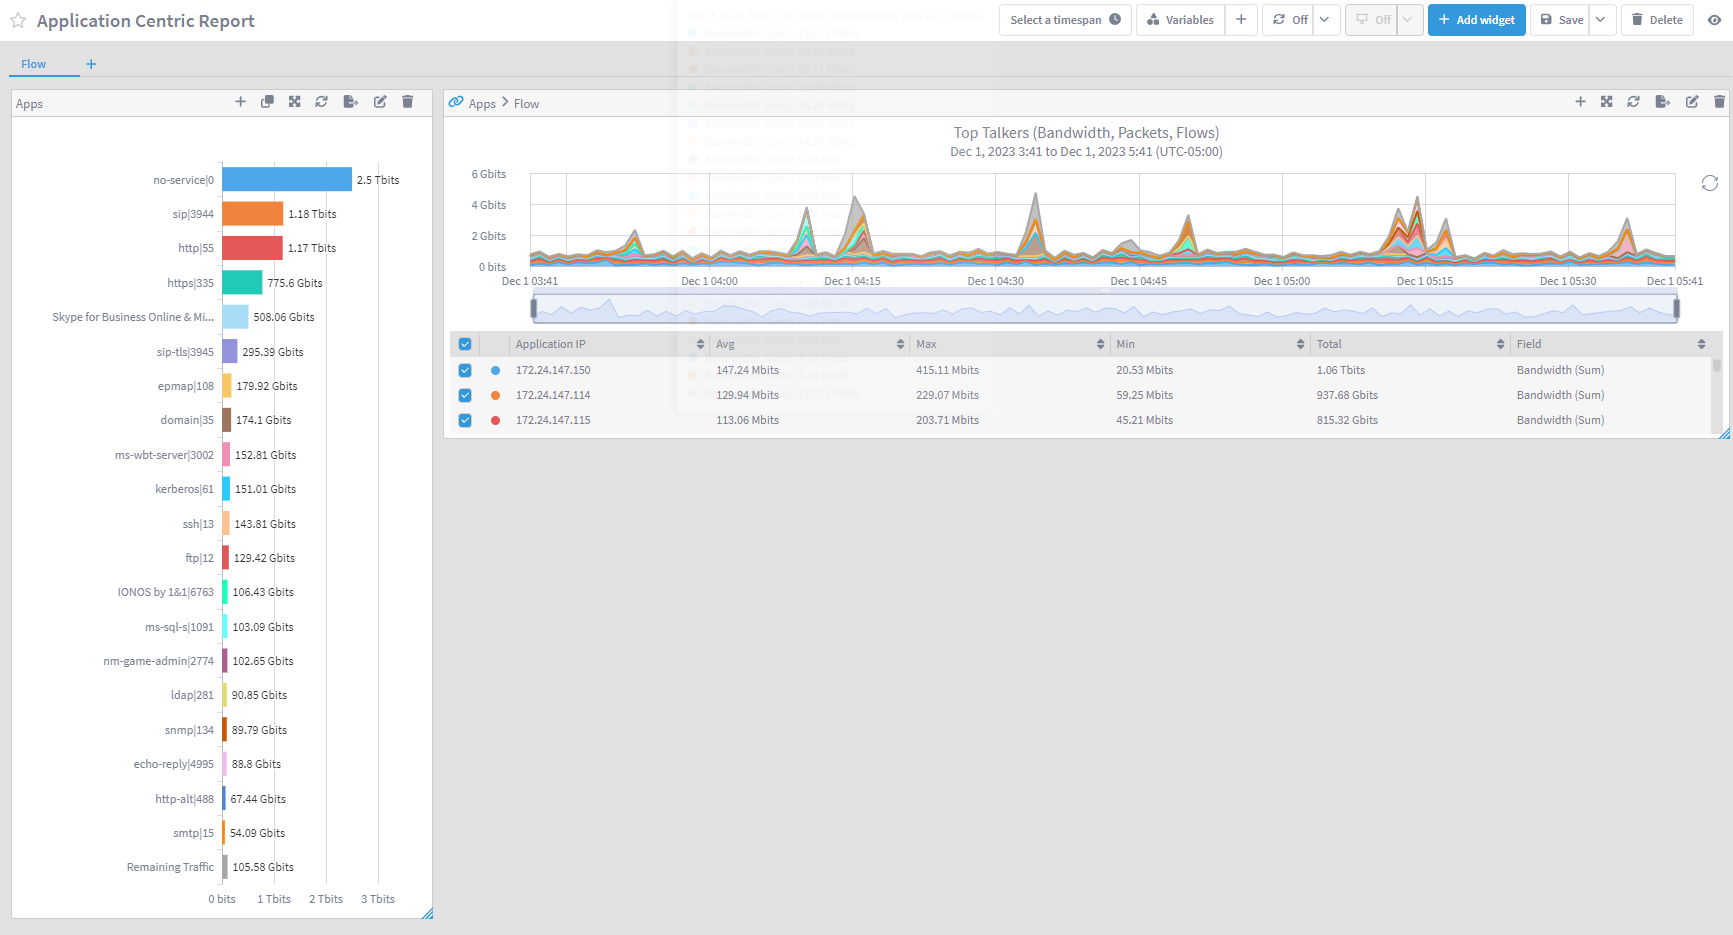 Application Centric Report
Select a timespan
Variables
Off
Off
Add widget
Save
Delete
Flow
Apps
no-service|0
2.5 Tbits
sip|3944
1.18 Tbits
http|55
1.17 Tbits
https|335
775.6 Gbits
Skype for Business Online & Mi...
508.06 Gbits
sip-tls|3945
295.39 Gbits
epmap|108
179.92 Gbits
domain|35
174.1 Gbits
ms-wbt-server|3002
152.81 Gbits
kerberos|61
151.01 Gbits
ssh|13
143.81 Gbits
ftp|12
129.42 Gbits
IONOS by 1&1|6763
106.43 Gbits
ms-sql-s|1091
103.09 Gbits
nm-game-admin|2774
102.65 Gbits
ldap|281
90.85 Gbits
snmp|134
89.79 Gbits
echo-reply|4995
88.8 Gbits
http-alt|488
67.44 Gbits
smtp|15
54.09 Gbits
Remaining Traffic
105.58 Gbits
0 bits 1 Tbits 2 Tbits 3 Tbits
Apps > Flow
Top Talkers (Bandwidth, Packets, Flows)
Dec 1, 2023 3:41 to Dec 1, 2023 5:41 (UTC-05:00)
6 Gbits
4 Gbits
2 Gbits
0 bits
Dec 1 03:41 Dec 1 04:00 Dec 1 04:15 Dec 1 04:30 Dec 1 04:45 Dec 1 05:00 Dec 1 05:15 Dec 1 05:30 Dec 1 05:41
Application IP Avg Max Min Total Field
172.24.147.150 147.24 Mbits 415.11 Mbits 20.53 Mbits 1.06 Tbits Bandwidth (Sum)
172.24.147.114 129.94 Mbits 229.07 Mbits 59.25 Mbits 937.68 Gbits Bandwidth (Sum)
172.24.147.115 113.06 Mbits 203.71 Mbits 45.21 Mbits 815.32 Gbits Bandwidth (Sum)